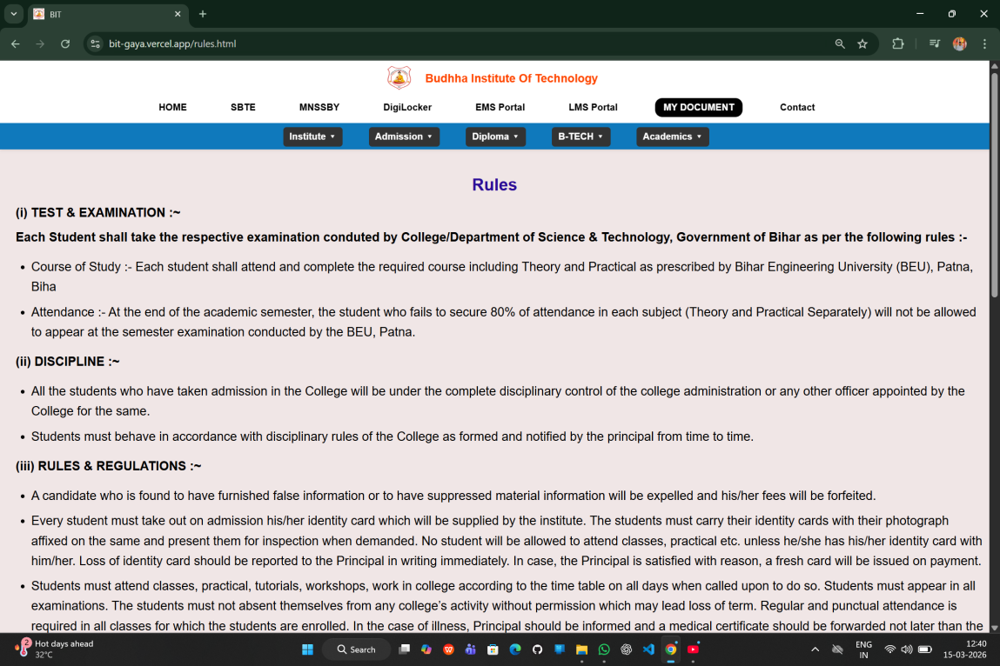 BIT
bit-gaya.vercel.app/rules.html
Budhha Institute Of Technology
HOME SBTE MNSSBY DigiLocker EMS Portal LMS Portal MY DOCUMENT Contact
Institute ▼ Admission ▼ Diploma ▼ B-TECH ▼ Academics ▼
Rules
(i) TEST & EXAMINATION :~
Each Student shall take the respective examination conduted by College/Department of Science & Technology, Government of Bihar as per the following rules :-
• Course of Study :- Each student shall attend and complete the required course including Theory and Practical as prescribed by Bihar Engineering University (BEU), Patna,
Biha
• Attendance :- At the end of the academic semester, the student who fails to secure 80% of attendance in each subject (Theory and Practical Separately) will not be allowed
to appear at the semester examination conducted by the BEU, Patna.
(ii) DISCIPLINE :~
• All the students who have taken admission in the College will be under the complete disciplinary control of the college administration or any other officer appointed by the
College for the same.
• Students must behave in accordance with disciplinary rules of the College as formed and notified by the principal from time to time.
(iii) RULES & REGULATIONS :~
• A candidate who is found to have furnished false information or to have suppressed material information will be expelled and his/her fees will be forfeited.
• Every student must take out on admission his/her identity card which will be supplied by the institute. The students must carry their identity cards with their photograph
affixed on the same and present them for inspection when demanded. No student will be allowed to attend classes, practical etc. unless he/she has his/her identity card with
him/her. Loss of identity card should be reported to the Principal in writing immediately. In case, the Principal is satisfied with reason, a fresh card will be issued on payment.
• Students must attend classes, practical, tutorials, workshops, work in college according to the time table on all days when called upon to do so. Students must appear in all
examinations. The students must not absent themselves from any college's activity without permission which may lead loss of term. Regular and punctual attendance is
required in all classes for which the students are enrolled. In the case of illness, Principal should be informed and a medical certificate should be forwarded not later than the
2
Hot days ahead
32°C
Search
ENG
IN
12:40
15-03-2026